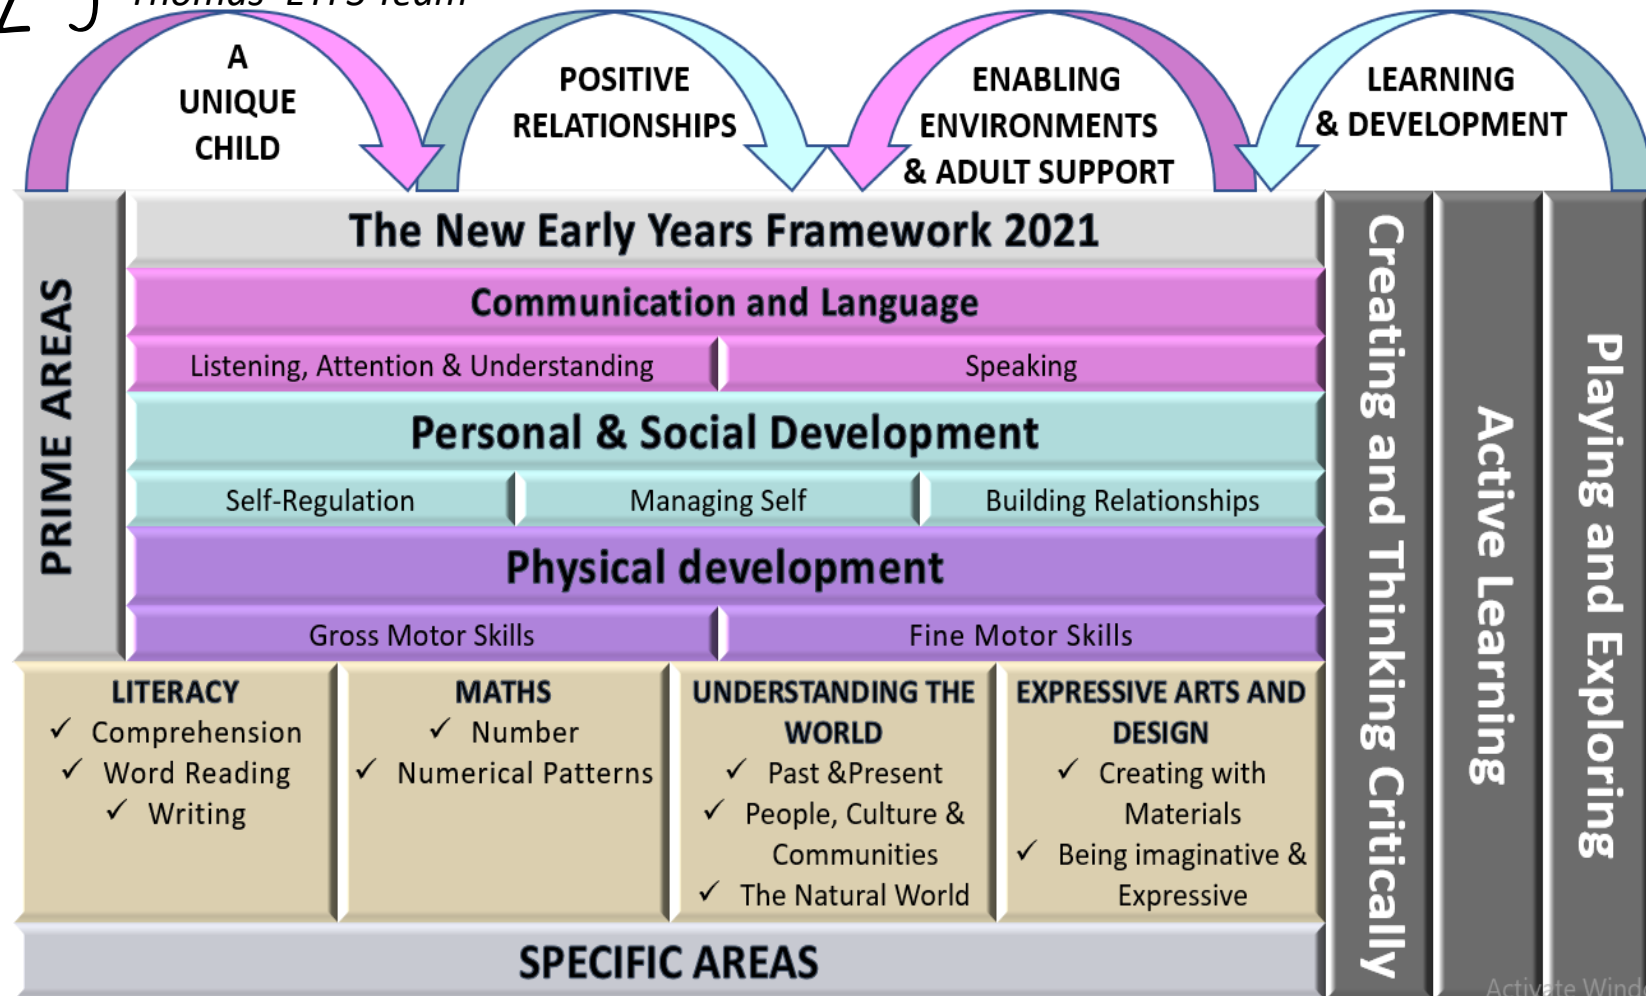 Thomas' EYFS Team
A
UNIQUE
CHILD
POSITIVE
RELATIONSHIPS
ENABLING
ENVIRONMENTS
& ADULT SUPPORT
LEARNING
& DEVELOPMENT
PRIME AREAS
The New Early Years Framework 2021
Communication and Language
Listening, Attention & Understanding
Speaking
Personal & Social Development
Self-Regulation
Managing Self
Building Relationships
Physical development
Gross Motor Skills
Fine Motor Skills
LITERACY
✓ Comprehension
✓ Word Reading
✓ Writing
MATHS
✓ Number
✓ Numerical Patterns
UNDERSTANDING THE
WORLD
✓ Past &Present
✓ People, Culture &
Communities
✓ The Natural World
EXPRESSIVE ARTS AND
DESIGN
✓ Creating with
Materials
✓ Being imaginative &
Expressive
SPECIFIC AREAS
Creating and Thinking Critically
Active Learning
Playing and Exploring
Activate